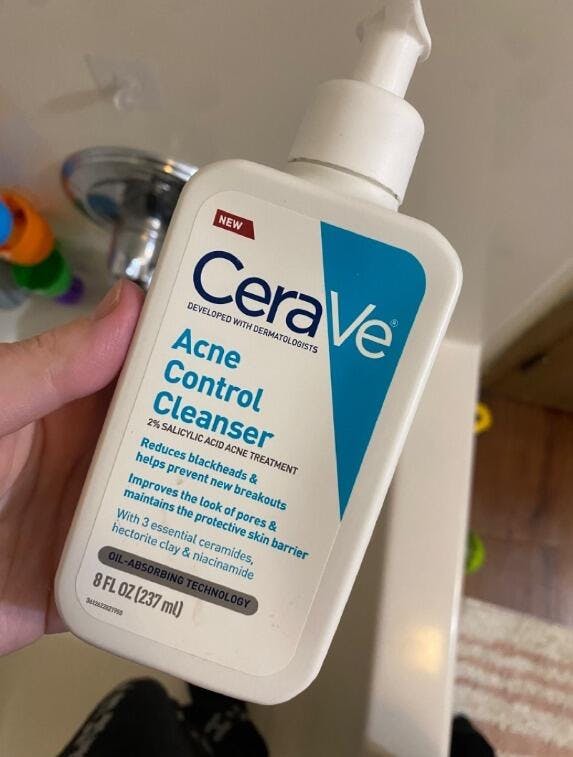 NEW
CeraVe®
DEVELOPED WITH DERMATOLOGISTS
Acne
Control
Cleanser
2% SALICYLIC ACID ACNE TREATMENT
Reduces blackheads &
helps prevent new breakouts
Improves the look of pores &
maintains the protective skin barrier
With 3 essential ceramides,
hectorite clay & niacinamide
OIL-ABSORBING TECHNOLOGY
8 FL OZ (237 ml)